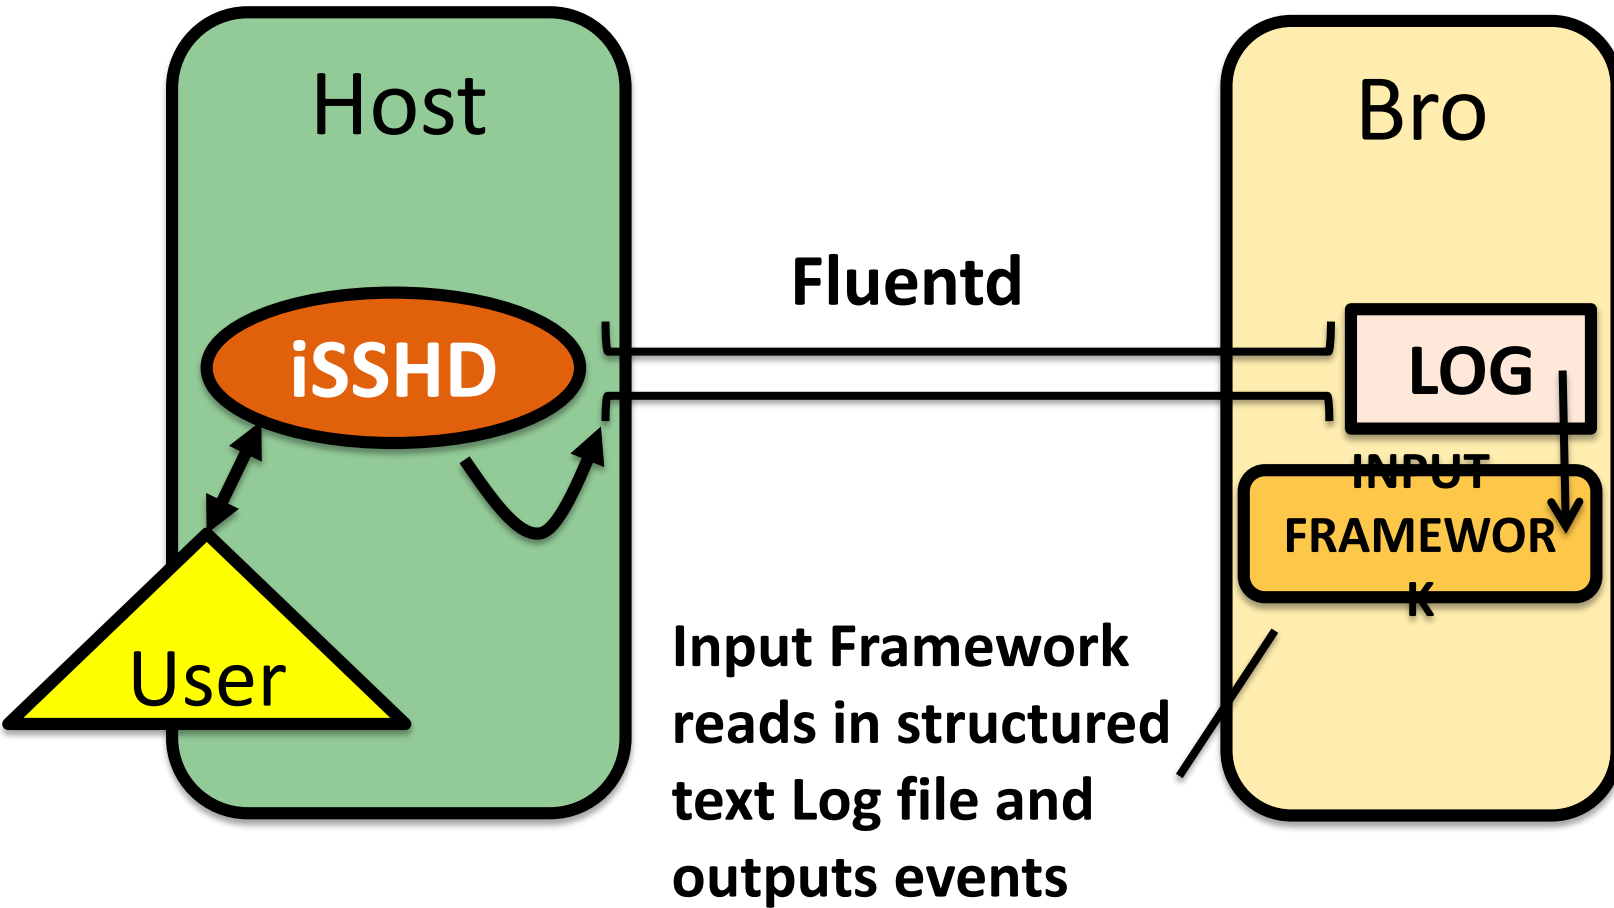 Host
Bro
Fluentd
iSSHD
LOG
INPUT
FRAMEWOR
K
User
Input Framework
reads in structured
text Log file and
outputs events